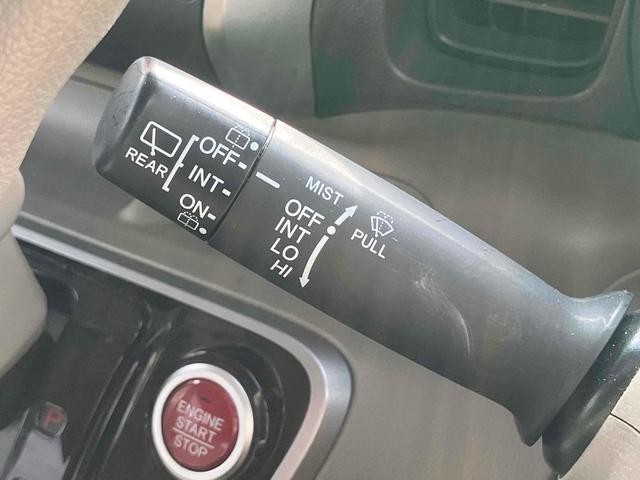 REAR
OFF
INT
ON
MIST
OFF
INT
LO
HI
PULL
ENGINE
START
STOP
P